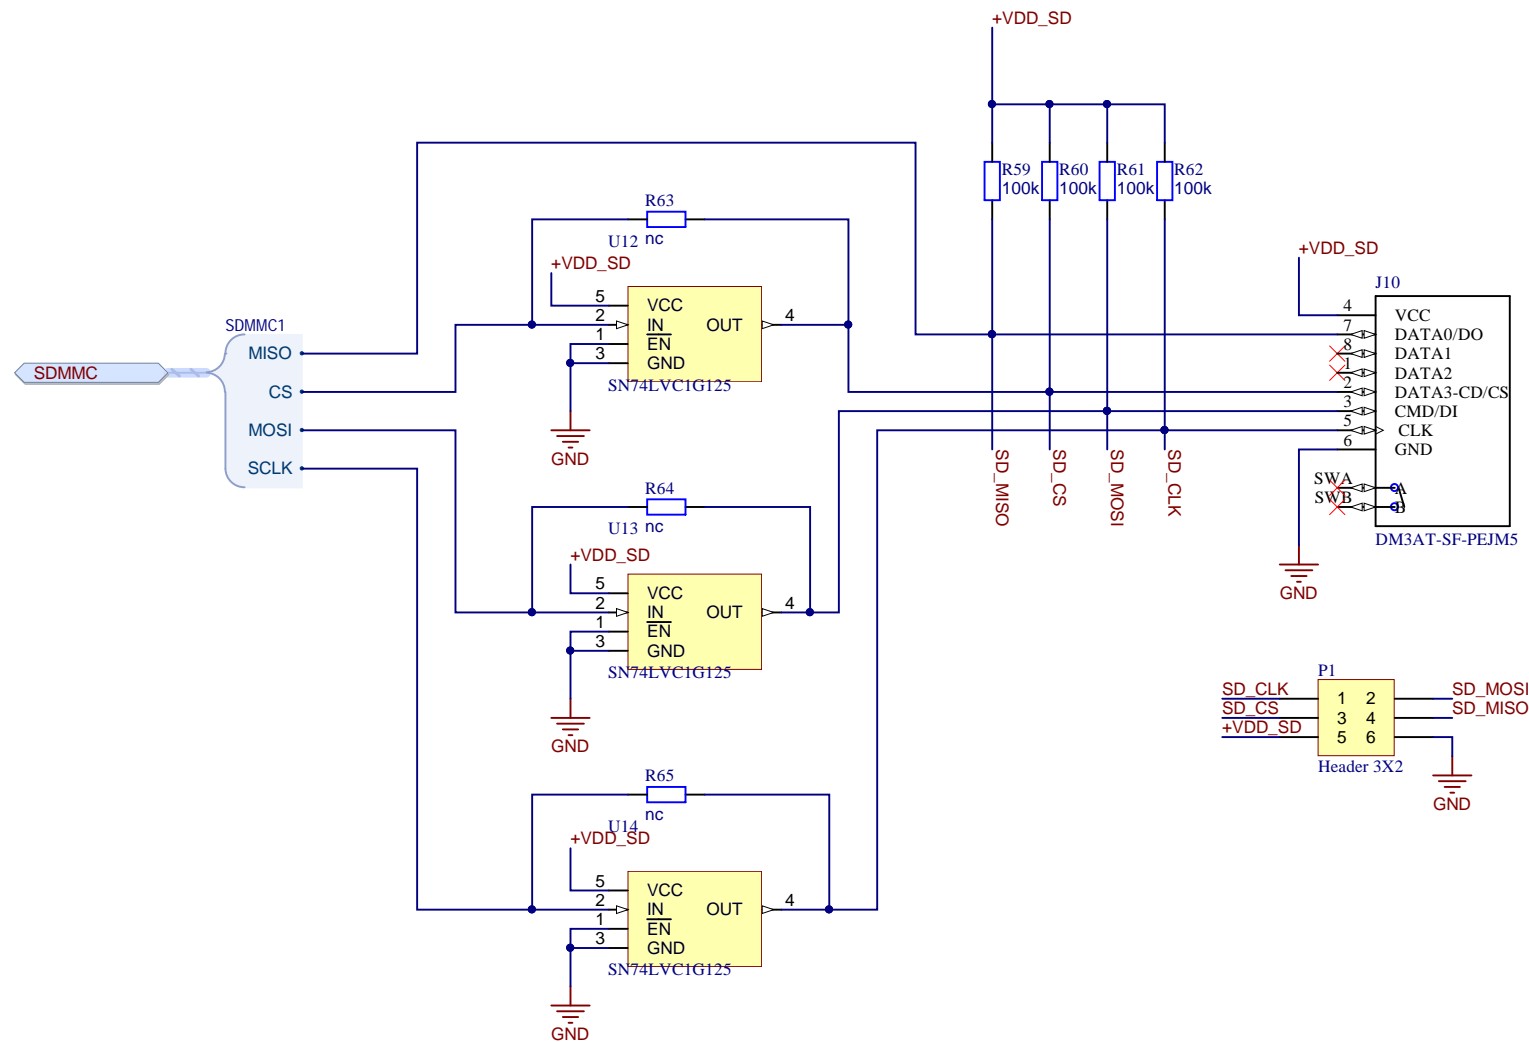 +VDD_SD
R59
100k
R60
100k
R61
100k
R62
100k
R63
nc
U12
+VDD_SD
5
2
1
3
VCC
IN
EN
GND
OUT
4
SN74LVC1G125
GND
SDMMC
SDMMC1
MISO
CS
MOSI
SCLK
R64
nc
U13
+VDD_SD
5
2
1
3
VCC
IN
EN
GND
OUT
4
SN74LVC1G125
GND
R65
nc
U14
+VDD_SD
5
2
1
3
VCC
IN
EN
GND
OUT
4
SN74LVC1G125
GND
SD_MISO
SD_CS
SD_MOSI
SD_CLK
+VDD_SD
J10
4
7
8
1
2
3
5
6
VCC
DATA0/DO
DATA1
DATA2
DATA3-CD/CS
CMD/DI
CLK
GND
SWA
SWB
A
B
DM3AT-SF-PEJM5
GND
P1
SD_CLK
SD_CS
+VDD_SD
1 2
3 4
5 6
SD_MOSI
SD_MISO
Header 3X2
GND